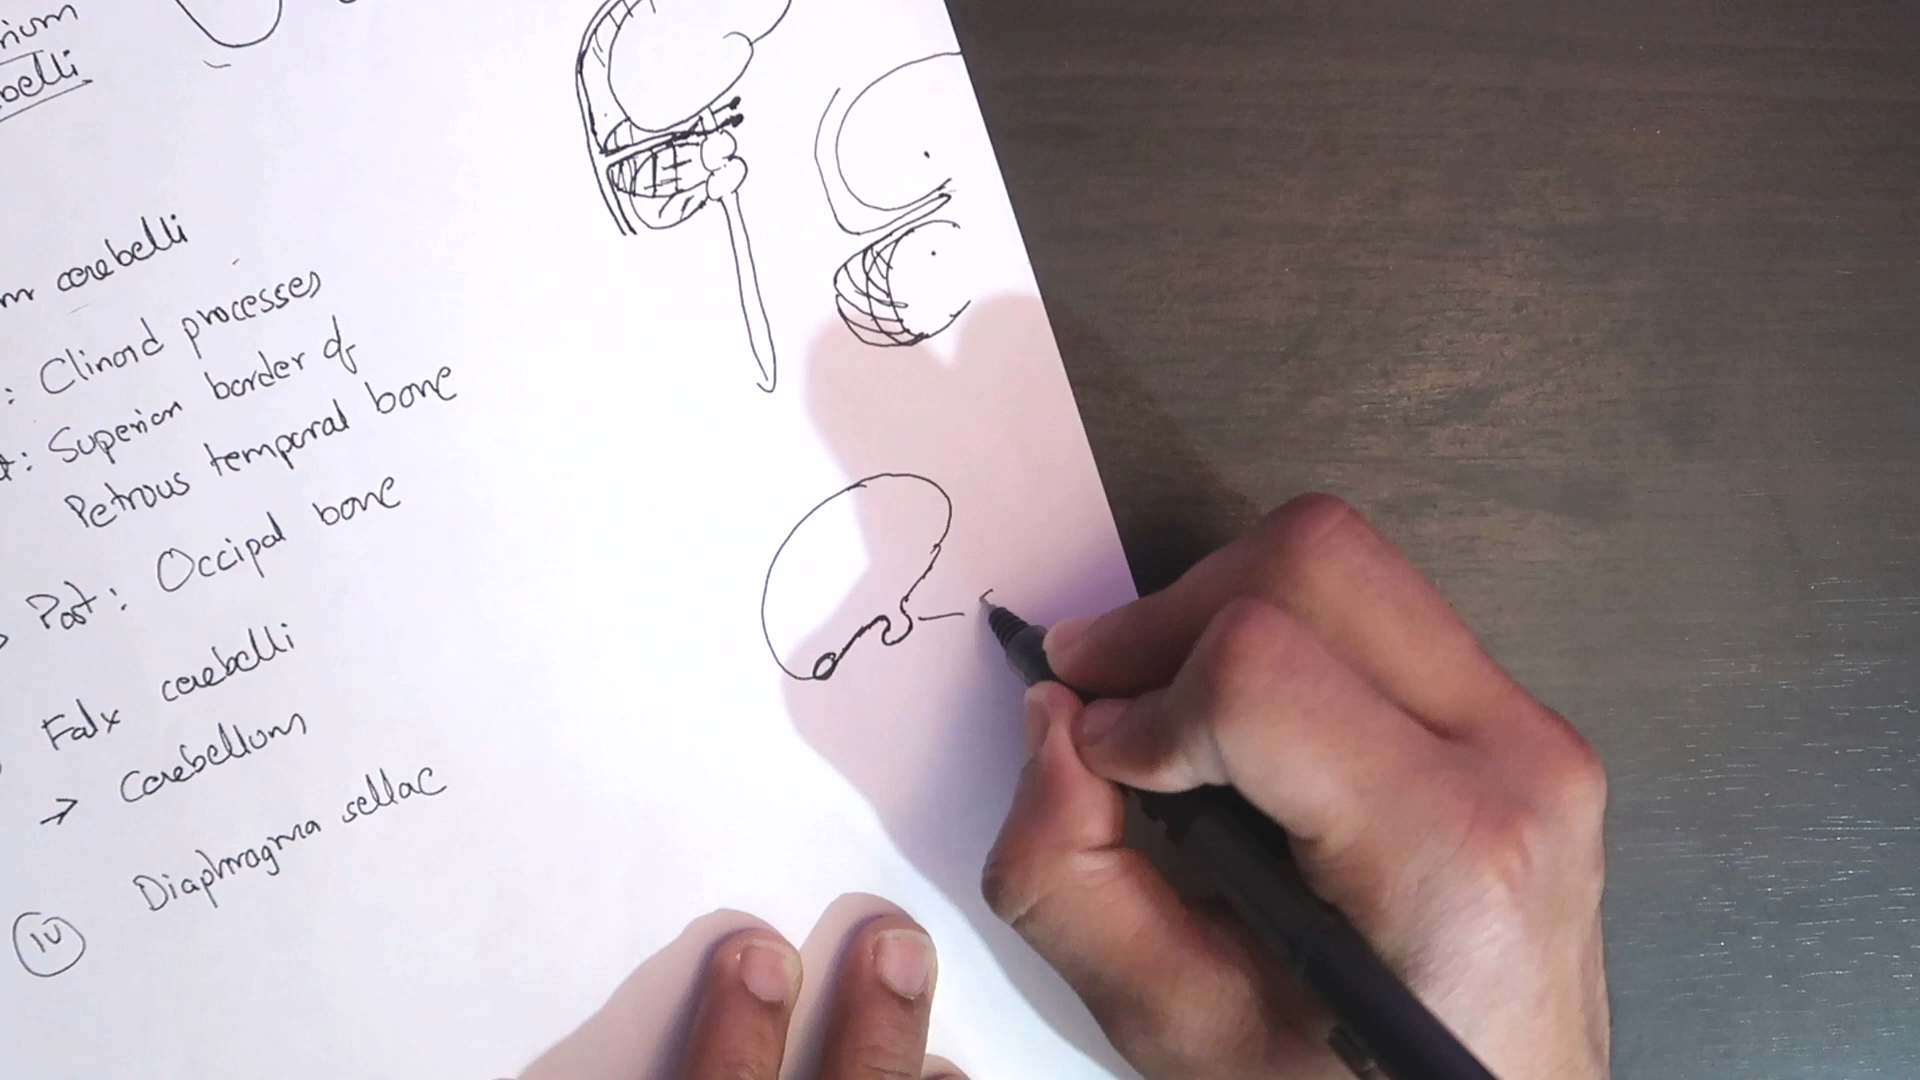 belli
cerebelli
: Clinoid processes
: Superior border of
Petrous temporal bone
Post: Occipal bone
Falx cerebelli
→ Cerebellum
(iv) Diaphragma sellae